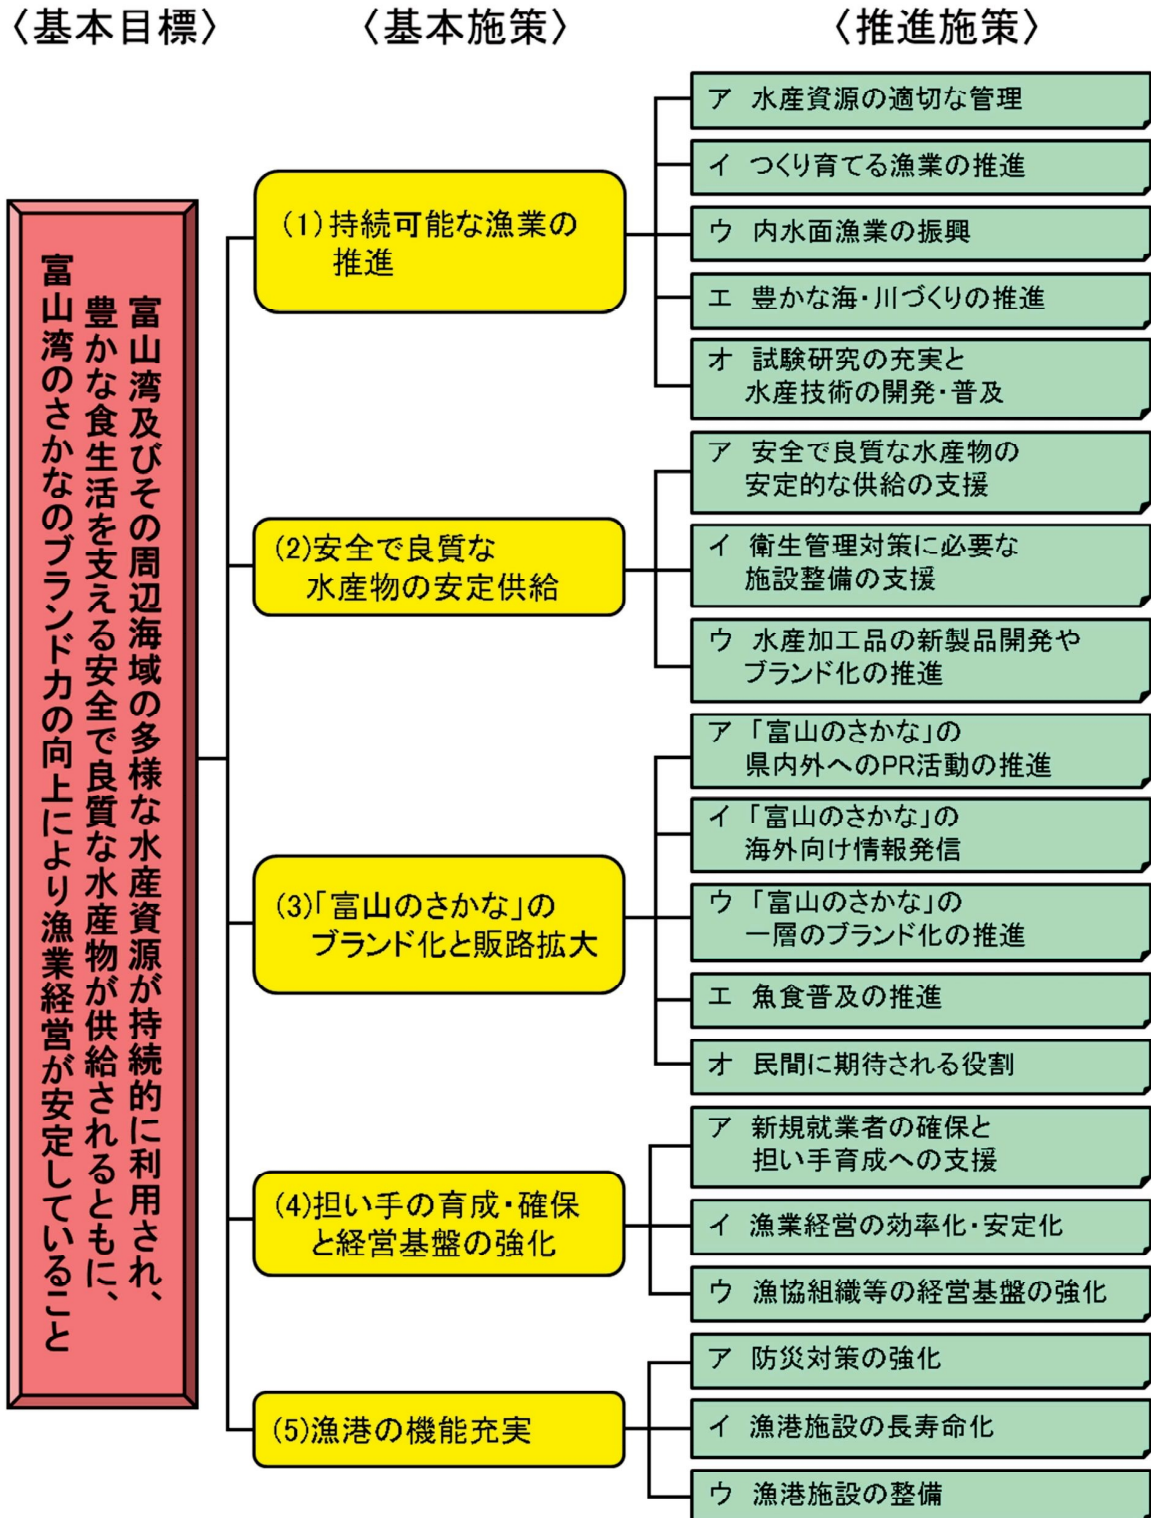 〈基本目標〉 〈基本施策〉 〈推進施策〉
富山湾及びその周辺海域の多様な水産資源が持続的に利用され、
豊かな食生活を支える安全で良質な水産物が供給されるともに、
富山湾のさかなのブランド力の向上により漁業経営が安定していること
(1)持続可能な漁業の
推進
ア 水産資源の適切な管理
イ つくり育てる漁業の推進
ウ 内水面漁業の振興
エ 豊かな海・川づくりの推進
オ 試験研究の充実と
水産技術の開発・普及
(2)安全で良質な
水産物の安定供給
ア 安全で良質な水産物の
安定的な供給の支援
イ 衛生管理対策に必要な
施設整備の支援
ウ 水産加工品の新製品開発や
ブランド化の推進
(3)「富山のさかな」の
ブランド化と販路拡大
ア 「富山のさかな」の
県内外へのPR活動の推進
イ 「富山のさかな」の
海外向け情報発信
ウ 「富山のさかな」の
一層のブランド化の推進
エ 魚食普及の推進
オ 民間に期待される役割
(4)担い手の育成・確保
と経営基盤の強化
ア 新規就業者の確保と
担い手育成への支援
イ 漁業経営の効率化・安定化
ウ 漁協組織等の経営基盤の強化
(5)漁港の機能充実
ア 防災対策の強化
イ 漁港施設の長寿命化
ウ 漁港施設の整備